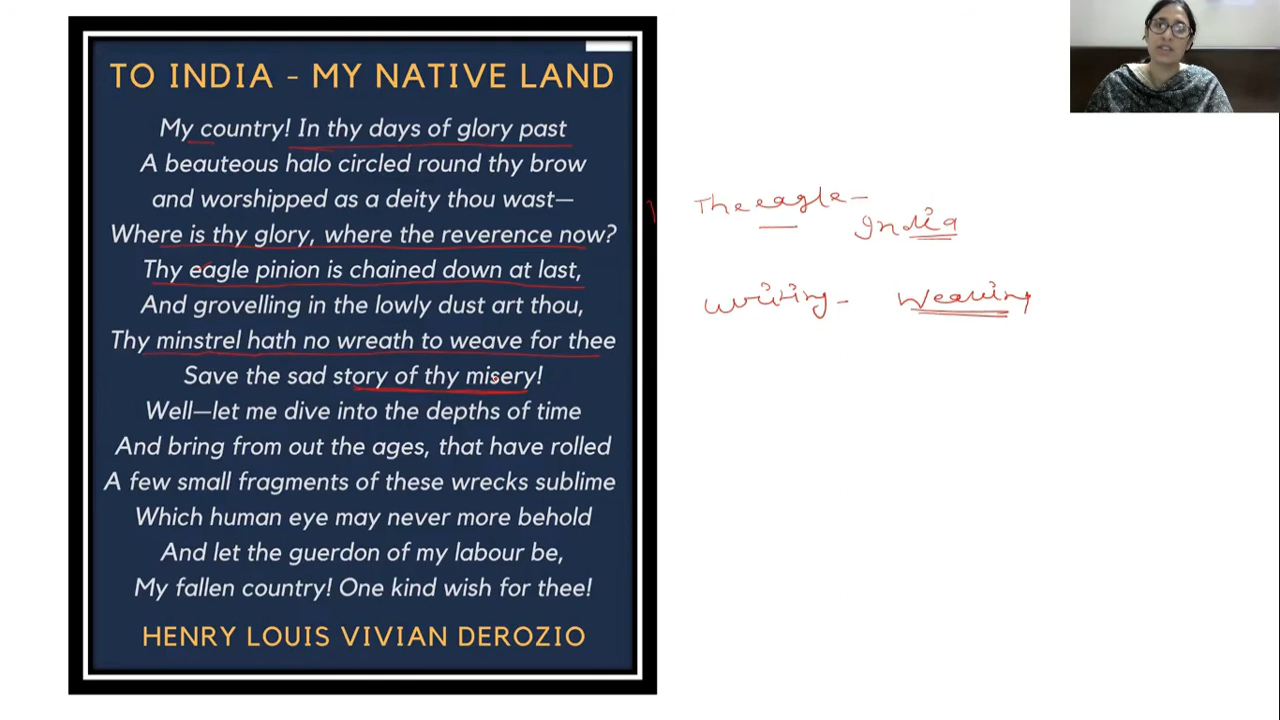 TO INDIA - MY NATIVE LAND
My country! In thy days of glory past
A beauteous halo circled round thy brow
and worshipped as a deity thou wast—
Where is thy glory, where the reverence now?
Thy eagle pinion is chained down at last,
And grovelling in the lowly dust art thou,
Thy minstrel hath no wreath to weave for thee
Save the sad story of thy misery!
Well—let me dive into the depths of time
And bring from out the ages, that have rolled
A few small fragments of these wrecks sublime
Which human eye may never more behold
And let the guerdon of my labour be,
My fallen country! One kind wish for thee!
HENRY LOUIS VIVIAN DEROZIO
The eagle-
India
Writing - Weaving